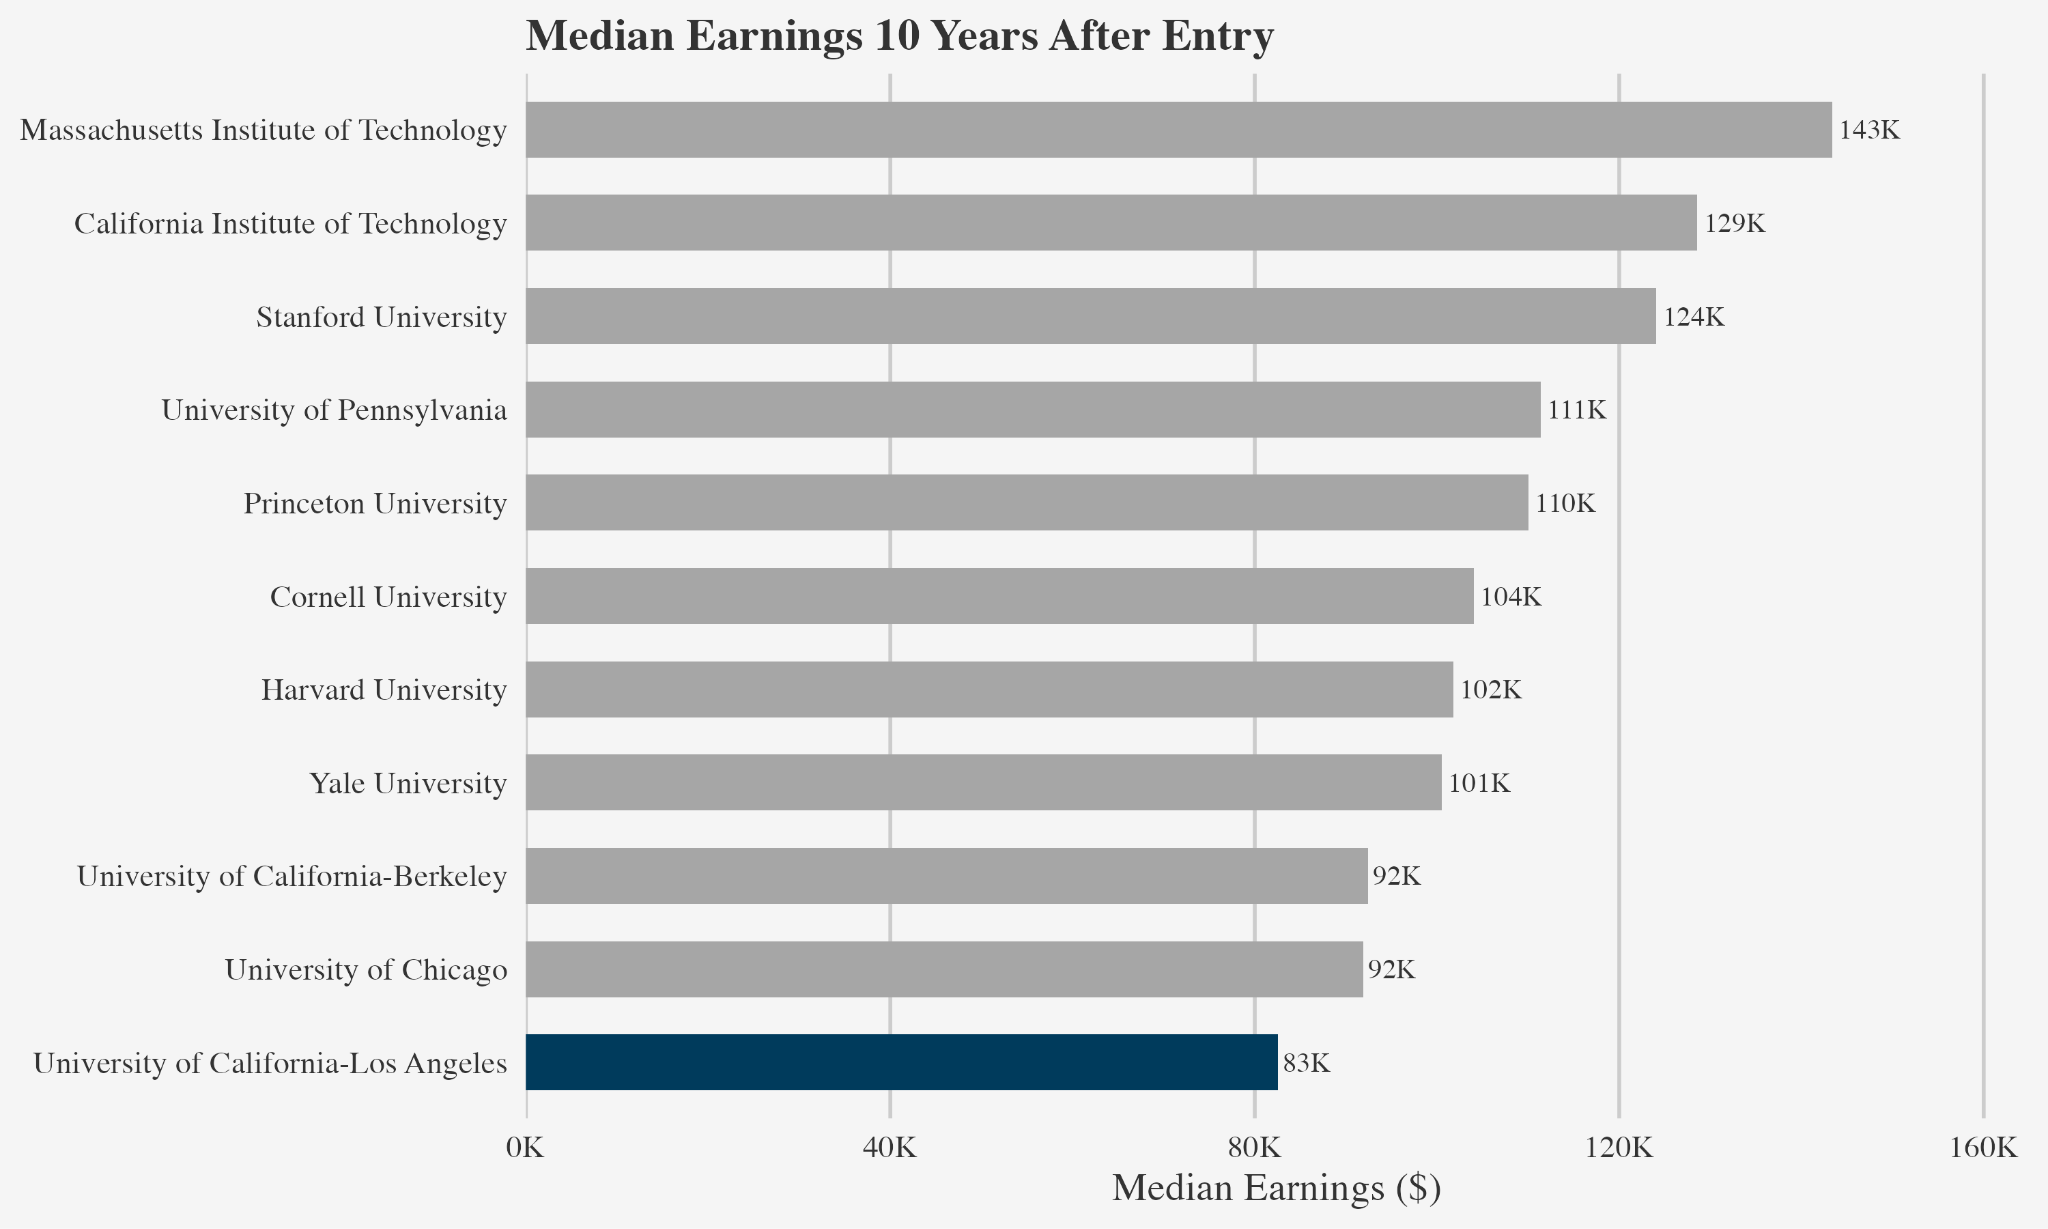 Median Earnings 10 Years After Entry
Massachusetts Institute of Technology 143K
California Institute of Technology 129K
Stanford University 124K
University of Pennsylvania 111K
Princeton University 110K
Cornell University 104K
Harvard University 102K
Yale University 101K
University of California-Berkeley 92K
University of Chicago 92K
University of California-Los Angeles 83K
0K 40K 80K 120K 160K
Median Earnings ($)